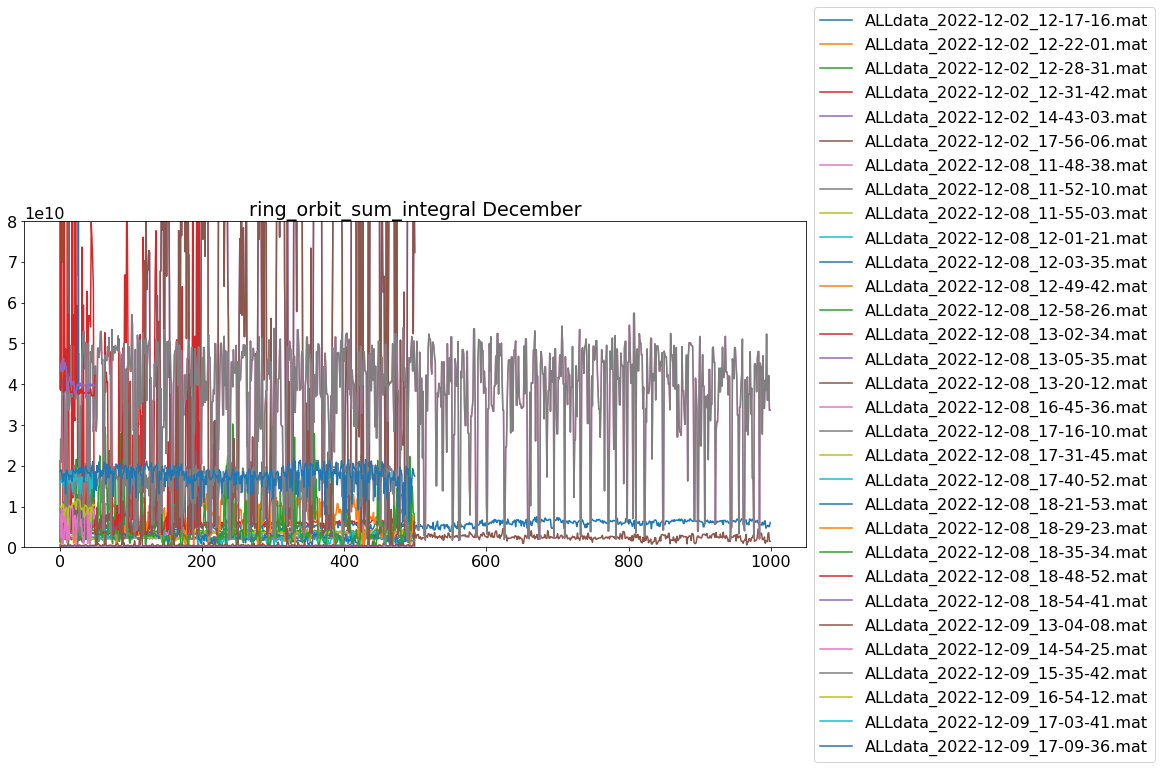 ring_orbit_sum_integral December
1e10
8
7
6
5
4
3
2
1
0
0 200 400 600 800 1000
ALLdata_2022-12-02_12-17-16.mat
ALLdata_2022-12-02_12-22-01.mat
ALLdata_2022-12-02_12-28-31.mat
ALLdata_2022-12-02_12-31-42.mat
ALLdata_2022-12-02_14-43-03.mat
ALLdata_2022-12-02_17-56-06.mat
ALLdata_2022-12-08_11-48-38.mat
ALLdata_2022-12-08_11-52-10.mat
ALLdata_2022-12-08_11-55-03.mat
ALLdata_2022-12-08_12-01-21.mat
ALLdata_2022-12-08_12-03-35.mat
ALLdata_2022-12-08_12-49-42.mat
ALLdata_2022-12-08_12-58-26.mat
ALLdata_2022-12-08_13-02-34.mat
ALLdata_2022-12-08_13-05-35.mat
ALLdata_2022-12-08_13-20-12.mat
ALLdata_2022-12-08_16-45-36.mat
ALLdata_2022-12-08_17-16-10.mat
ALLdata_2022-12-08_17-31-45.mat
ALLdata_2022-12-08_17-40-52.mat
ALLdata_2022-12-08_18-21-53.mat
ALLdata_2022-12-08_18-29-23.mat
ALLdata_2022-12-08_18-35-34.mat
ALLdata_2022-12-08_18-48-52.mat
ALLdata_2022-12-08_18-54-41.mat
ALLdata_2022-12-09_13-04-08.mat
ALLdata_2022-12-09_14-54-25.mat
ALLdata_2022-12-09_15-35-42.mat
ALLdata_2022-12-09_16-54-12.mat
ALLdata_2022-12-09_17-03-41.mat
ALLdata_2022-12-09_17-09-36.mat